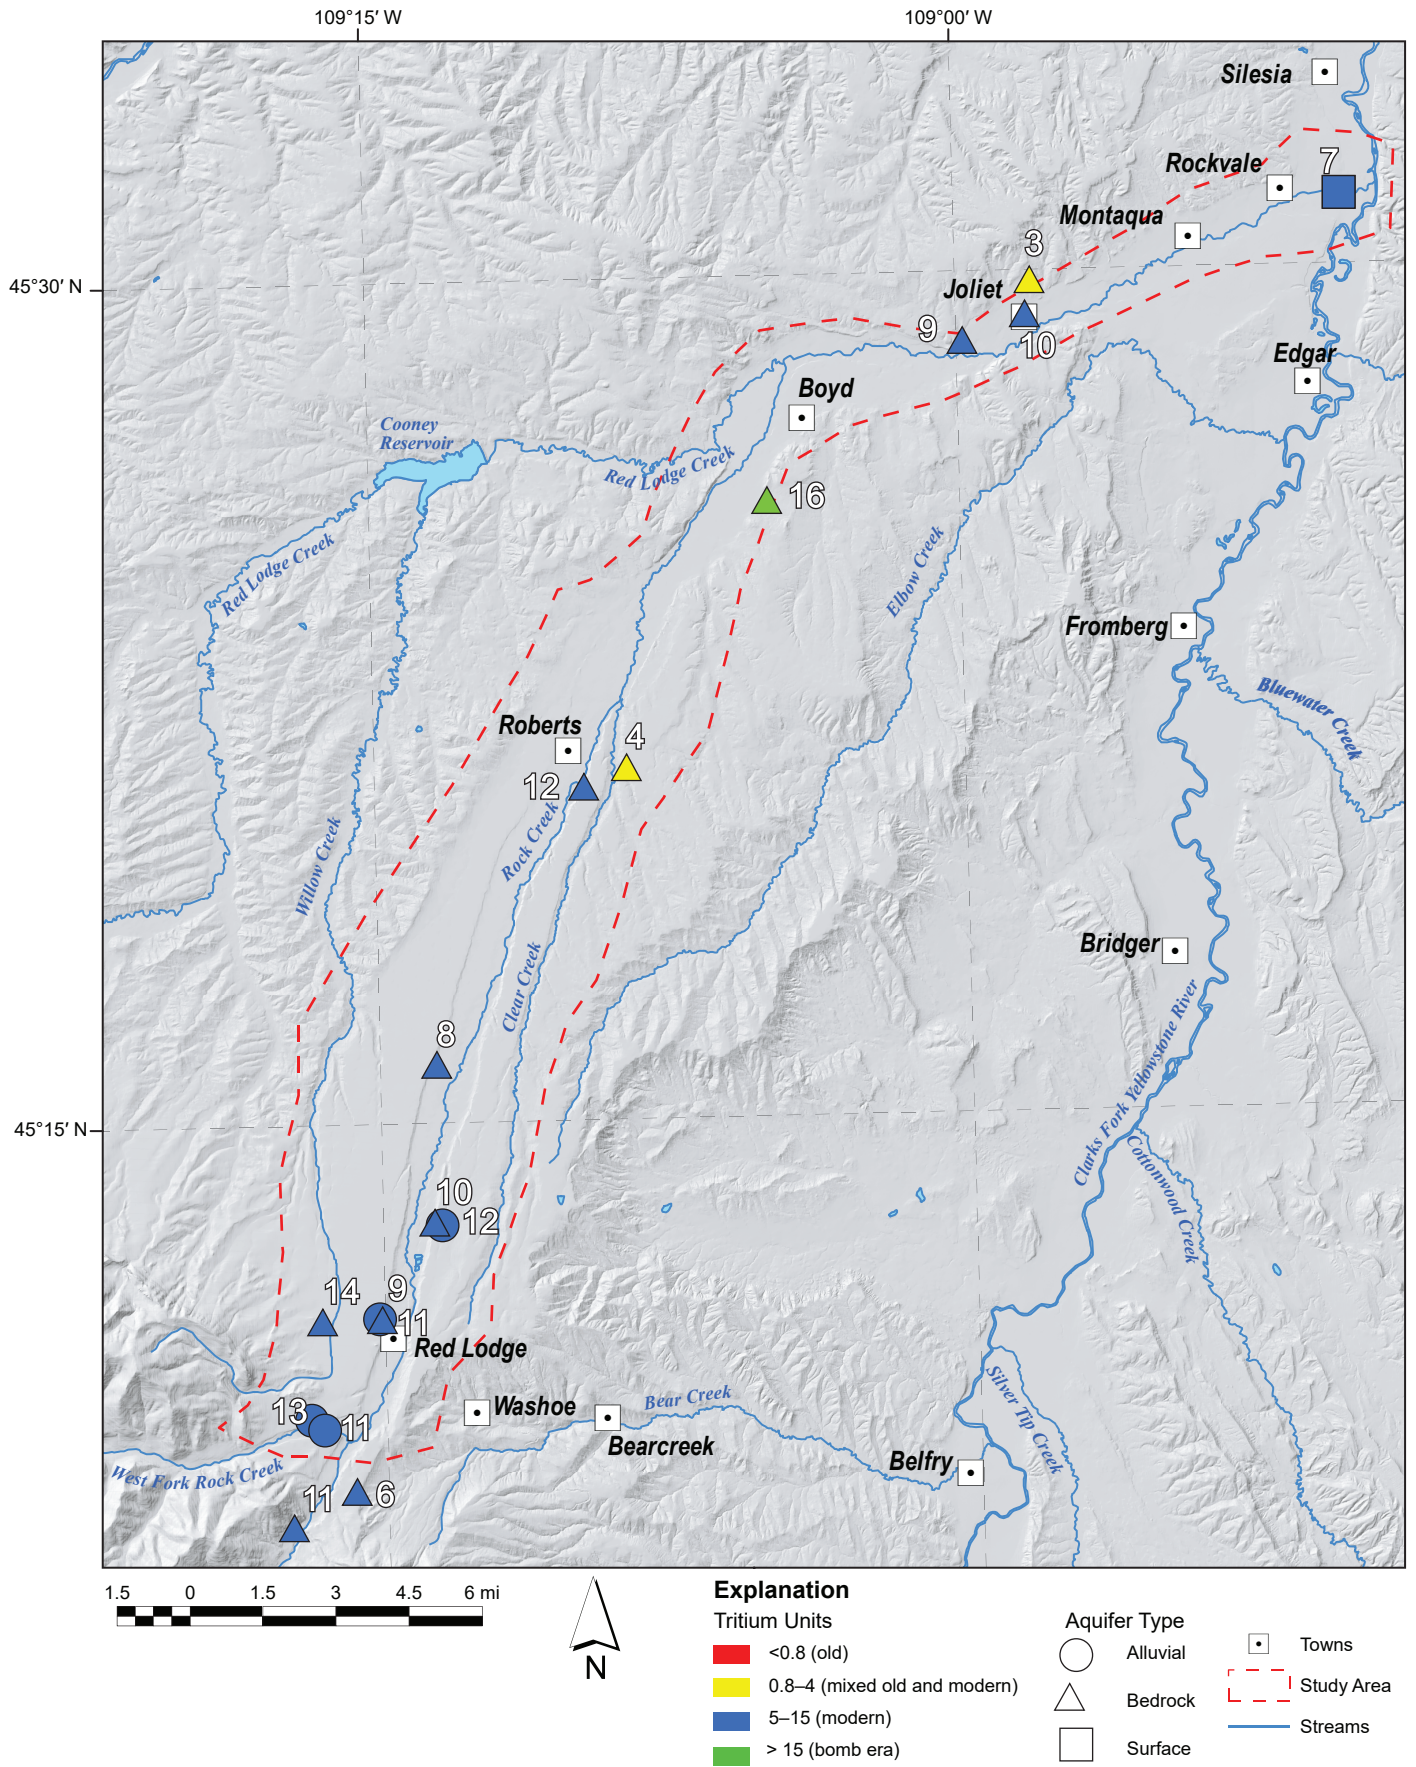 109°15′ W
109°00′ W
Silesia
Rockvale
7
Montaqua
3
45°30′ N
Joliet
9
10
Edgar
Boyd
Cooney
Reservoir
Red Lodge Creek
16
Red Lodge Creek
Elbow Creek
Fromberg
Bluewater Creek
Roberts
4
12
Rock Creek
Willow Creek
Bridger
Clear Creek
8
Clarks Fork Yellowstone River
45°15′ N
Cottonwood Creek
10
12
14
9
11
Red Lodge
Silver Tip Creek
Bear Creek
Washoe
13
11
Bearcreek
Belfry
West Fork Rock Creek
11
6
1.5 0 1.5 3 4.5 6 mi
N
Explanation
Tritium Units
<0.8 (old)
0.8–4 (mixed old and modern)
5–15 (modern)
> 15 (bomb era)
Aquifer Type
Alluvial
Bedrock
Surface
Towns
Study Area
Streams